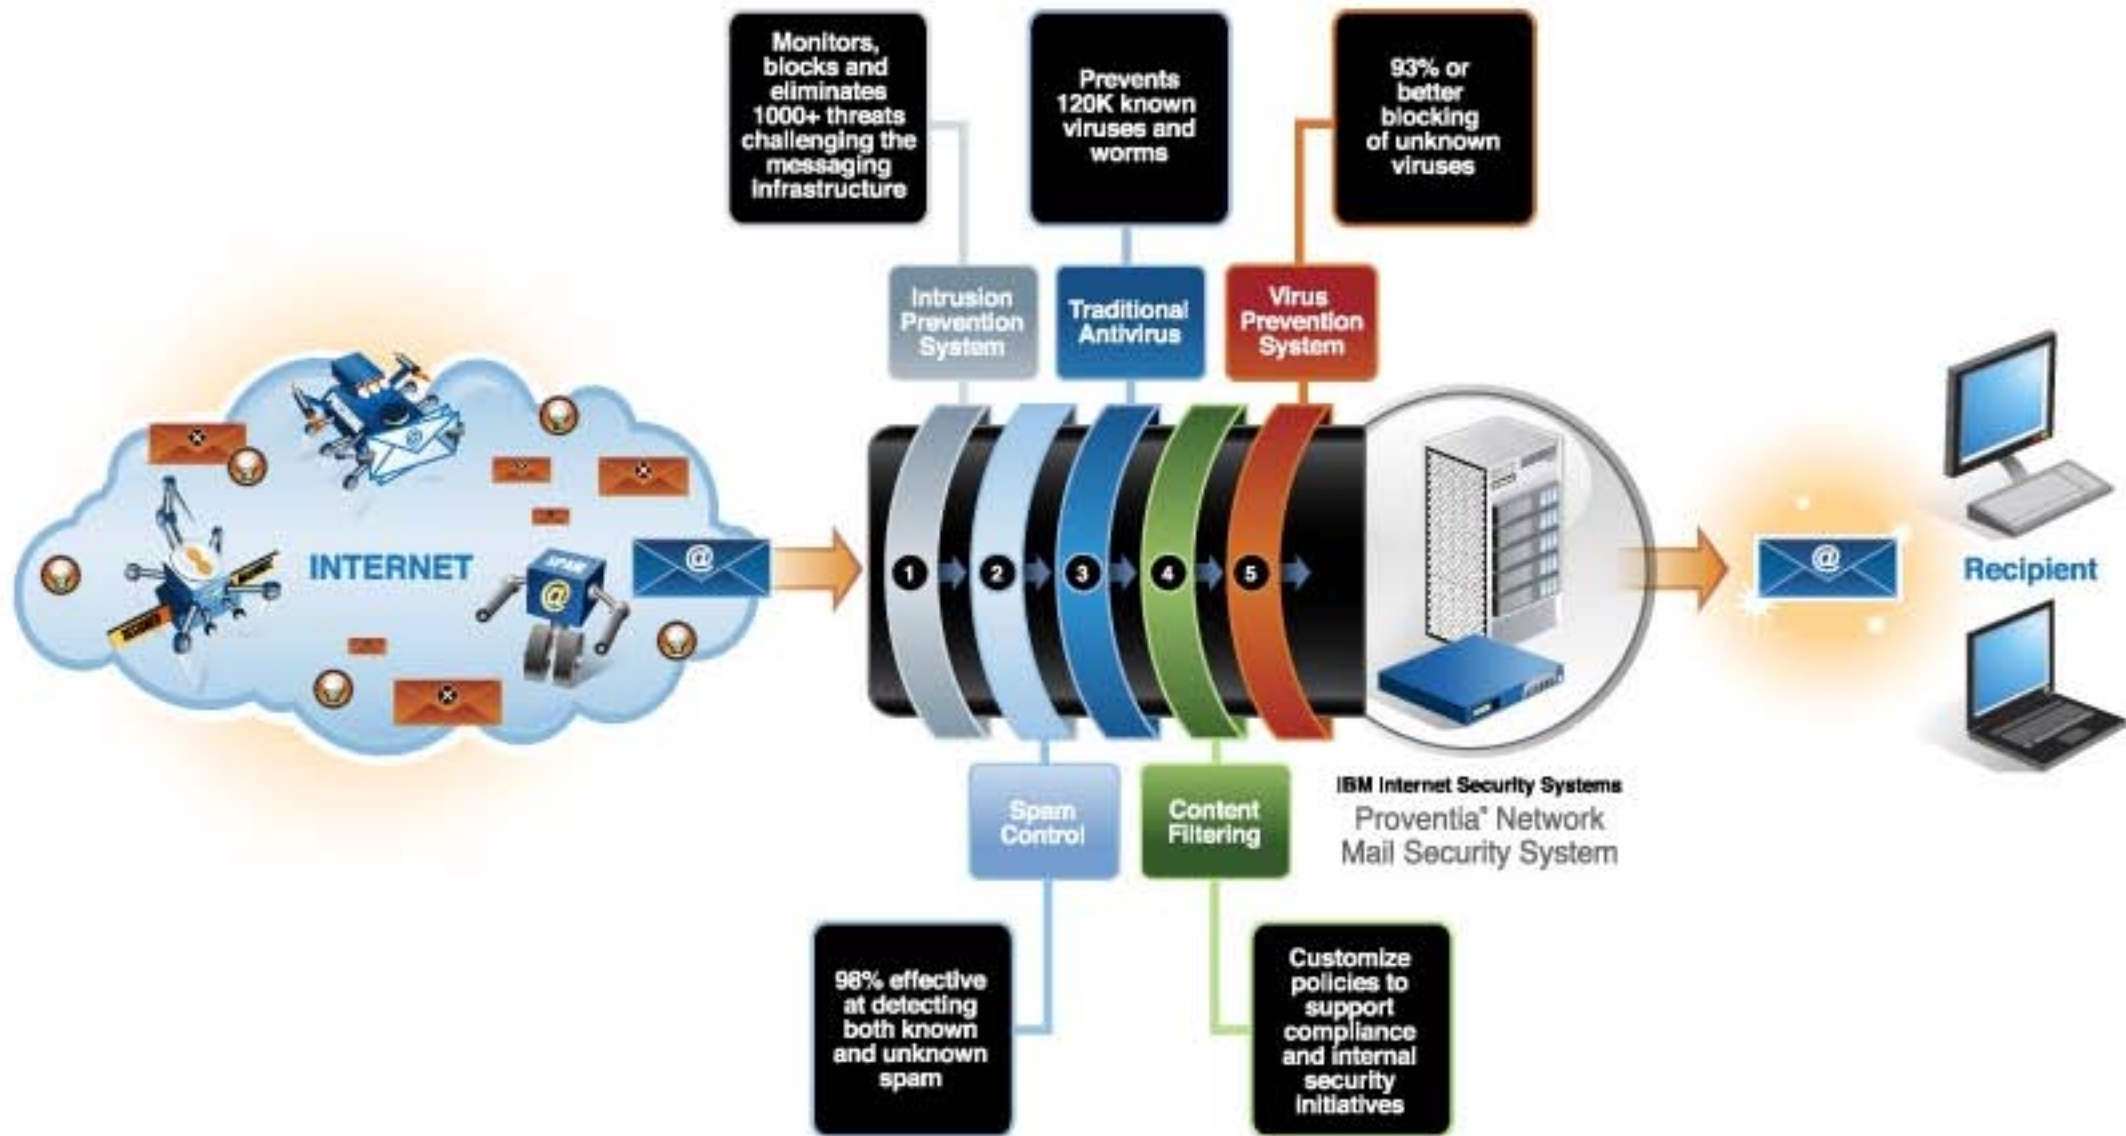 Monitors,
blocks and
eliminates
1000+ threats
challenging the
messaging
infrastructure
Prevents
120K known
viruses and
worms
93% or
better
blocking
of unknown
viruses
Intrusion
Prevention
System
Traditional
Antivirus
Virus
Prevention
System
INTERNET
SPAM
@
@
@
1
2
3
4
5
@
Recipient
Spam
Control
Content
Filtering
IBM Internet Security Systems
Proventia® Network
Mail Security System
98% effective
at detecting
both known
and unknown
spam
Customize
policies to
support
compliance
and internal
security
initiatives